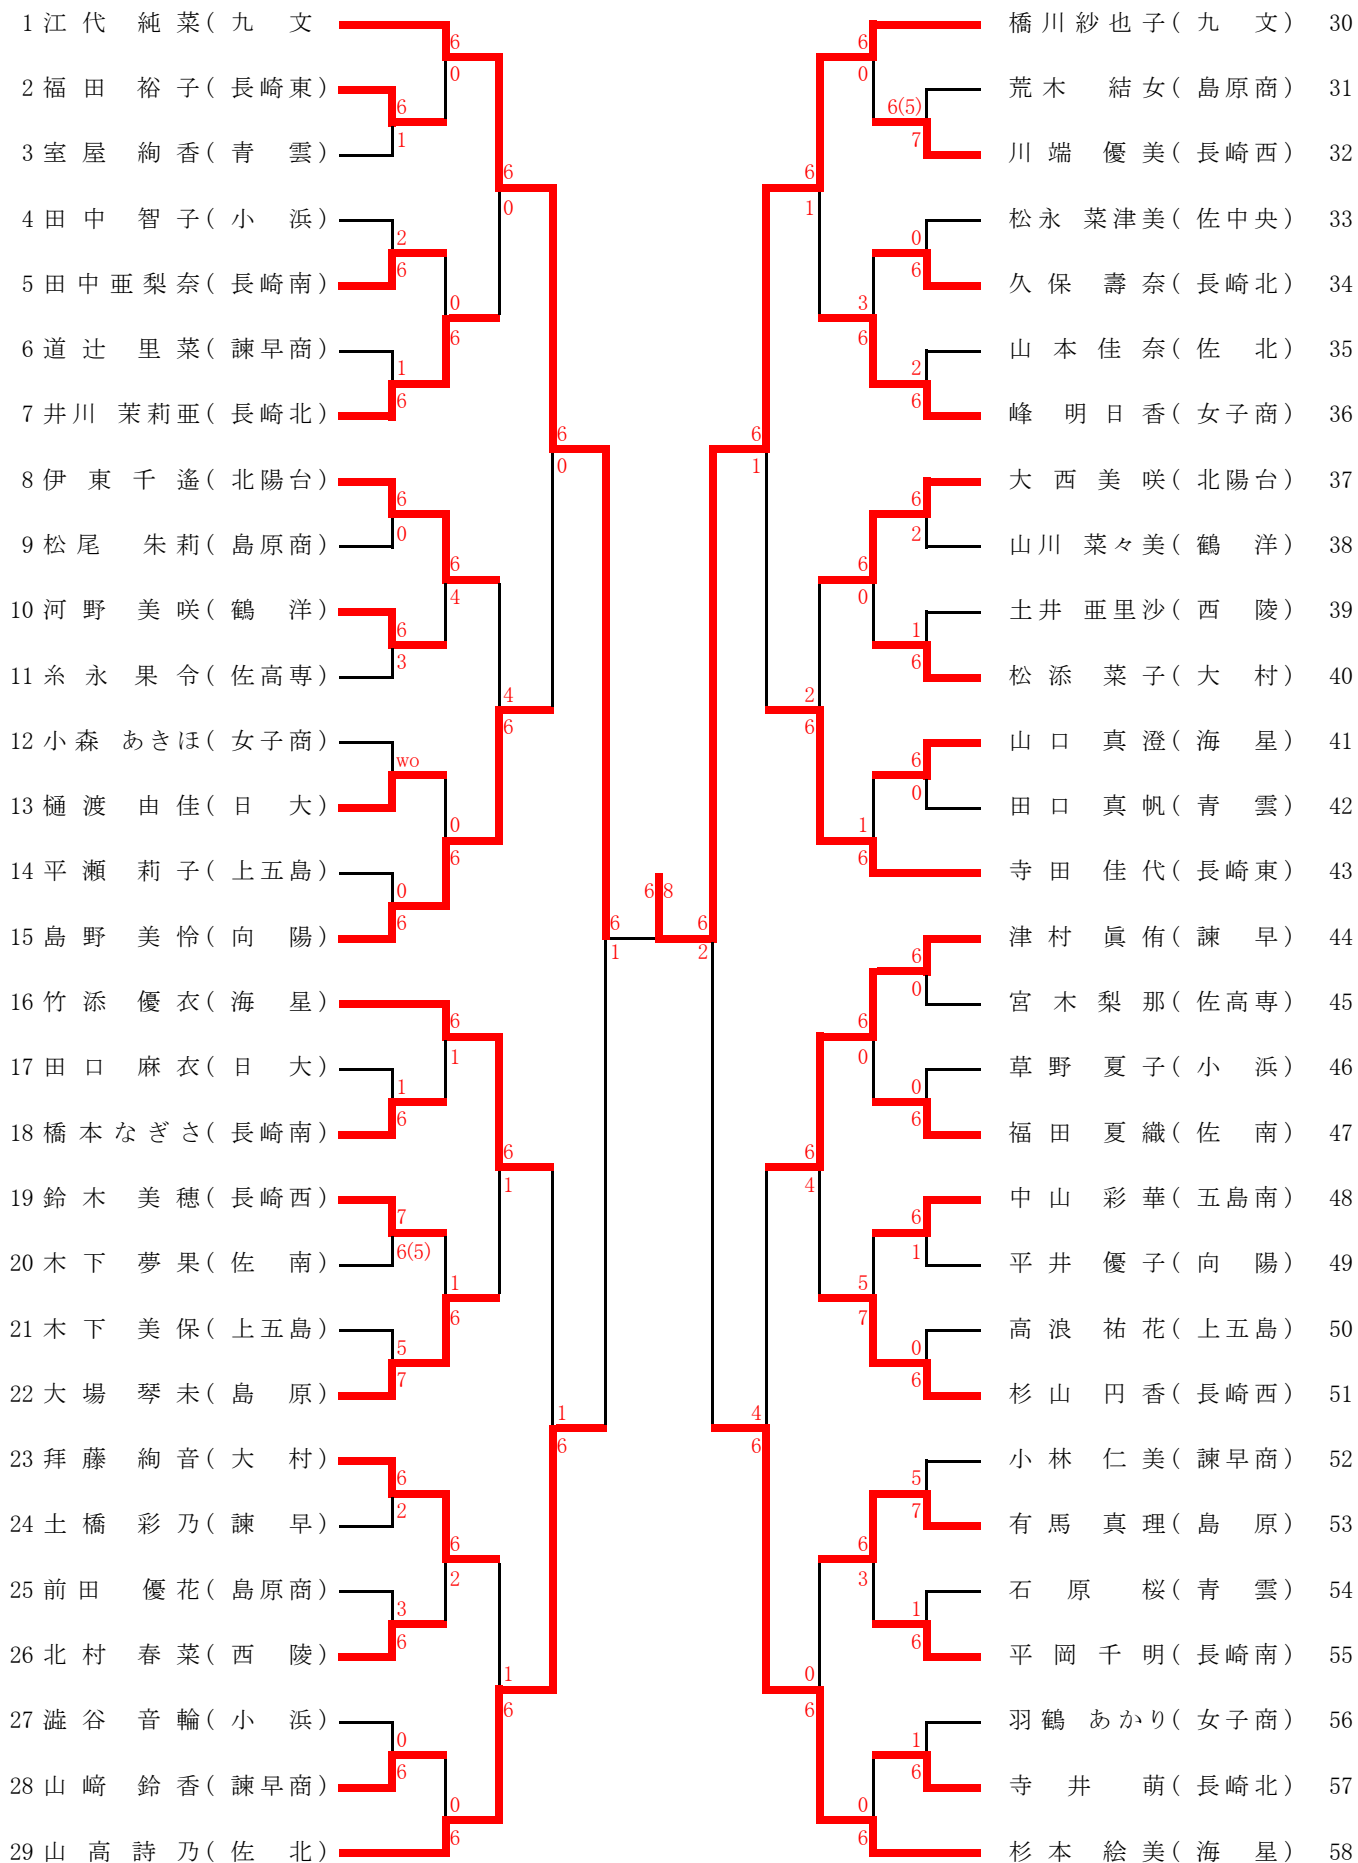 1 江代 純菜(九 文
6
0
2 福田 裕子(長崎東)
6
1
3 室屋 絢香(青 雲)
6
0
4 田中 智子(小 浜)
2
6
5 田中亜梨奈(長崎南)
0
6
6 道辻 里菜(諫早商)
1
6
7 井川 茉莉亜(長崎北)
6
0
8 伊東千遙(北陽台)
6
0
9 松尾 朱莉(島原商)
6
4
10 河野 美咲(鶴 洋)
6
3
11 糸永果令(佐高専)
4
6
12 小森 あきほ(女子商)
wo
13 樋渡 由佳(日 大)
0
6
14 平瀬 莉子(上五島)
0
6
15 島野美怜(向 陽)
6
1
16 竹添優衣(海 星)
6
1
17 田口 麻衣(日 大)
1
6
18 橋本なぎさ(長崎南)
6
1
19 鈴木 美穂(長崎西)
7
6(5)
20 木下 夢果(佐 南)
1
6
21 木下 美保(上五島)
5
7
22 大場 琴未(島 原)
1
6
23 拜藤 絢音(大 村)
6
2
24 土橋 彩乃(諫 早)
6
2
25 前田 優花(島原商)
3
6
26 北村 春菜(西 陵)
1
6
27 澁谷 音輪(小 浜)
0
6
28 山﨑 鈴香(諫早商)
0
6
29 山高詩乃(佐 北)
6 8
橋川紗也子(九 文) 30
6
0
荒木 結女(島原商) 31
6(5)
7
川端 優美(長崎西) 32
6
1
松永 菜津美(佐中央) 33
0
6
久保 壽奈(長崎北) 34
3
6
山本佳奈(佐 北) 35
2
6
峰 明日香(女子商) 36
6
1
大西美咲(北陽台) 37
6
2
山川 菜々美(鶴 洋) 38
6
0
土井 亜里沙(西 陵) 39
1
6
松添 菜子(大 村) 40
2
6
山口 真澄(海 星) 41
6
0
田口 真帆(青 雲) 42
1
6
寺田 佳代(長崎東) 43
6
2
津村 眞侑(諫 早) 44
6
0
宮木梨那(佐高専) 45
6
0
草野 夏子(小 浜) 46
0
6
福田 夏織(佐 南) 47
6
4
中山 彩華(五島南) 48
6
1
平井 優子(向 陽) 49
5
7
高浪 祐花(上五島) 50
0
6
杉山 円香(長崎西) 51
4
6
小林 仁美(諫早商) 52
5
7
有馬 真理(島 原) 53
6
3
石原 桜(青 雲) 54
1
6
平岡千明(長崎南) 55
0
6
羽鶴 あかり(女子商) 56
1
6
寺井 萌(長崎北) 57
0
6
杉本絵美(海 星) 58